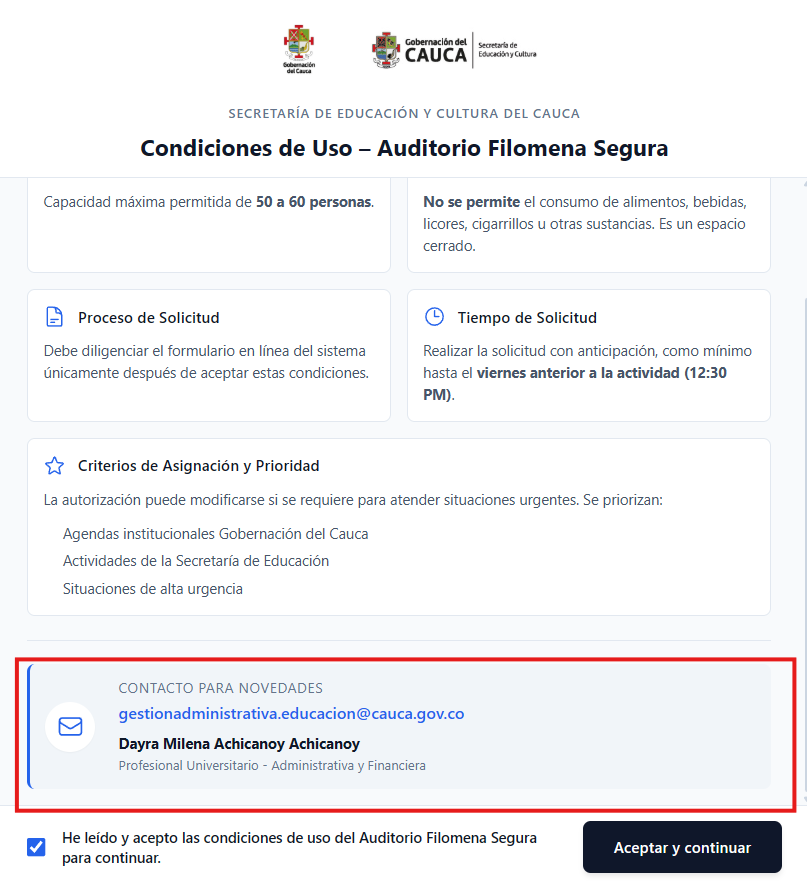 Gobernación
del Cauca
Gobernación del
CAUCA
Secretaría de
Educación y Cultura
SECRETARÍA DE EDUCACIÓN Y CULTURA DEL CAUCA
Condiciones de Uso – Auditorio Filomena Segura
Capacidad máxima permitida de 50 a 60 personas.
No se permite el consumo de alimentos, bebidas,
licores, cigarrillos u otras sustancias. Es un espacio
cerrado.
Proceso de Solicitud
Debe diligenciar el formulario en línea del sistema
únicamente después de aceptar estas condiciones.
Tiempo de Solicitud
Realizar la solicitud con anticipación, como mínimo
hasta el viernes anterior a la actividad (12:30
PM).
Criterios de Asignación y Prioridad
La autorización puede modificarse si se requiere para atender situaciones urgentes. Se priorizan:
Agendas institucionales Gobernación del Cauca
Actividades de la Secretaría de Educación
Situaciones de alta urgencia
CONTACTO PARA NOVEDADES
gestionadministrativa.educacion@cauca.gov.co
Dayra Milena Achicanoy Achicanoy
Profesional Universitario - Administrativa y Financiera
He leído y acepto las condiciones de uso del Auditorio Filomena Segura
para continuar.
Aceptar y continuar